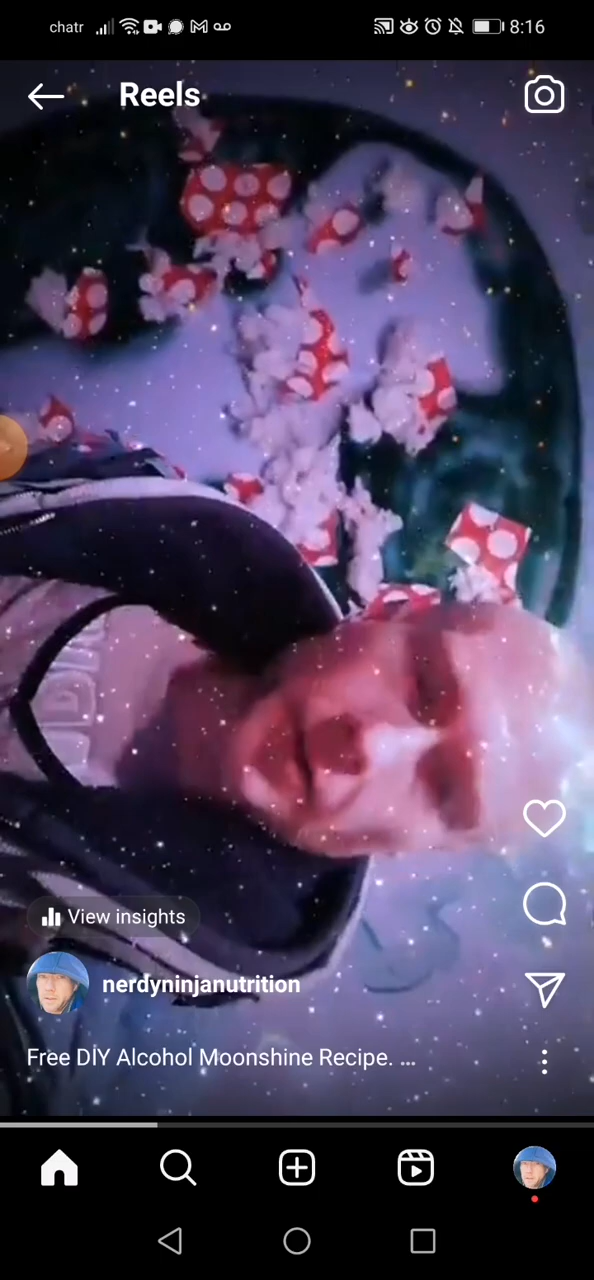 chatr 8:16
Reels
View insights
nerdyninjanutrition
Free DIY Alcohol Moonshine Recipe. ...